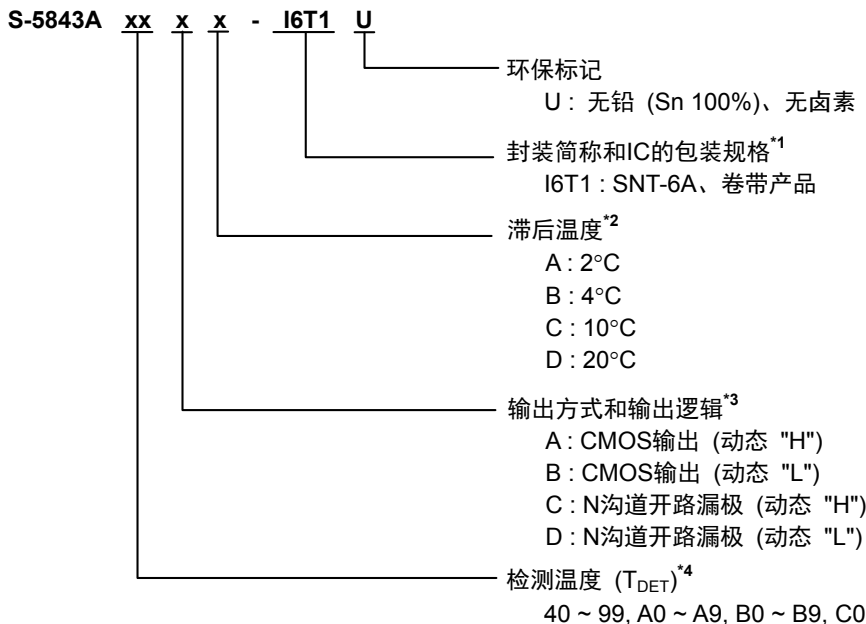 S-5843A xx x x - I6T1 U
环保标记
U : 无铅 (Sn 100%)、无卤素
封装简称和IC的包装规格*1
I6T1 : SNT-6A、卷带产品
滞后温度*2
A : 2°C
B : 4°C
C : 10°C
D : 20°C
输出方式和输出逻辑*3
A : CMOS输出 (动态 "H")
B : CMOS输出 (动态 "L")
C : N沟道开路漏极 (动态 "H")
D : N沟道开路漏极 (动态 "L")
检测温度 (TDET)*4
40 ~ 99, A0 ~ A9, B0 ~ B9, C0